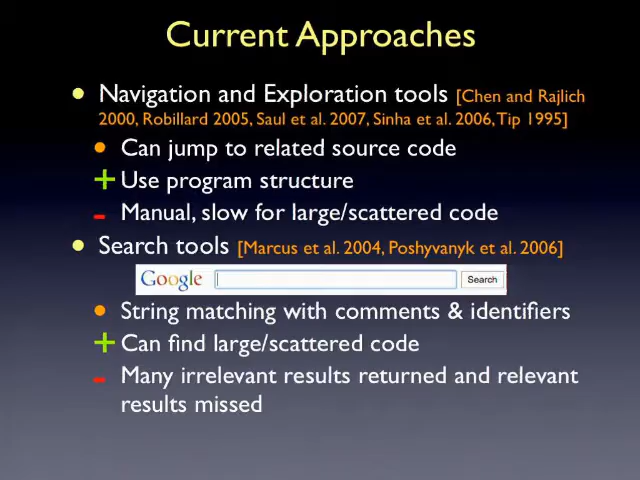 Current Approaches
• Navigation and Exploration tools [Chen and Rajlich
2000, Robillard 2005, Saul et al. 2007, Sinha et al. 2006, Tip 1995]
• Can jump to related source code
+ Use program structure
- Manual, slow for large/scattered code
• Search tools [Marcus et al. 2004, Poshyvanyk et al. 2006]
Google Search
• String matching with comments & identifiers
+ Can find large/scattered code
- Many irrelevant results returned and relevant
results missed